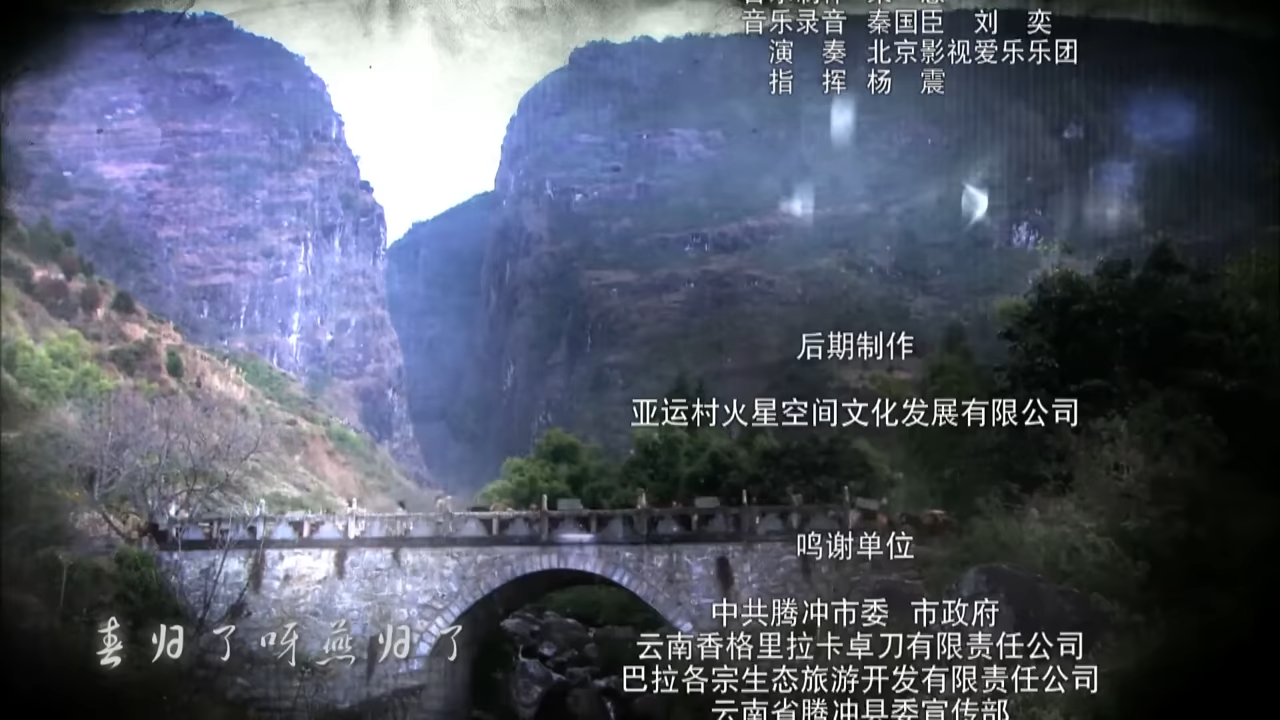 音乐录音 秦国臣 刘 奕
演 奏 北京影视爱乐乐团
指 挥 杨 震
后期制作
亚运村火星空间文化发展有限公司
鸣谢单位
中共腾冲市委 市政府
云南香格里拉卡卓刀有限责任公司
巴拉各宗生态旅游开发有限责任公司
云南省腾冲县委宣传部
春归了呀燕归了